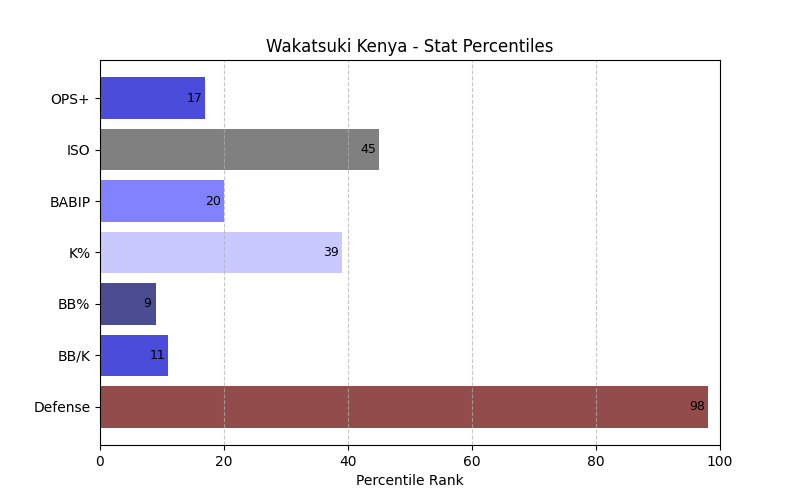 Wakatsuki Kenya - Stat Percentiles
OPS+ 17
ISO 45
BABIP 20
K% 39
BB% 9
BB/K 11
Defense 98
0 20 40 60 80 100
Percentile Rank